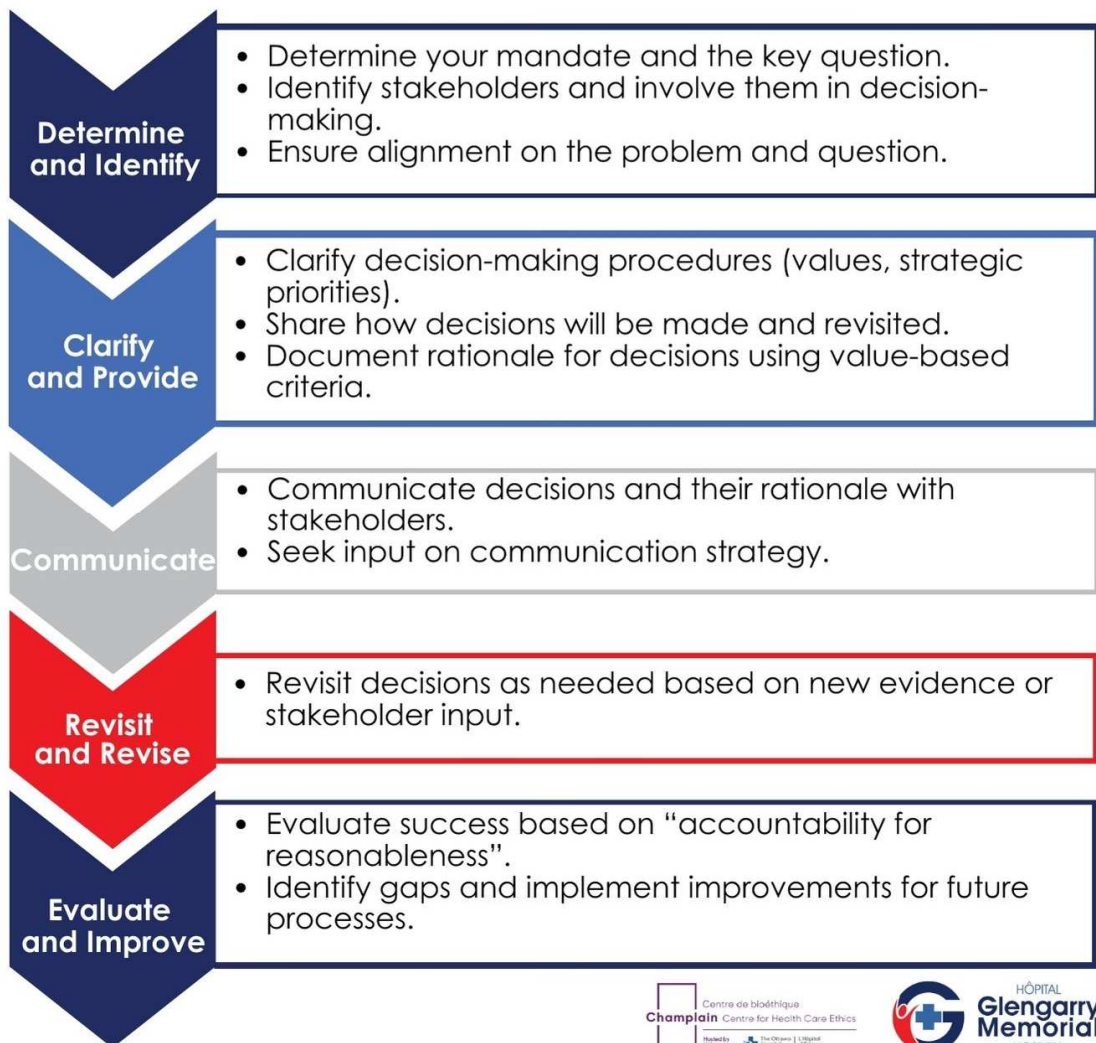 Determine
and Identify
• Determine your mandate and the key question.
• Identify stakeholders and involve them in decision-
making.
• Ensure alignment on the problem and question.
Clarify
and Provide
• Clarify decision-making procedures (values, strategic
priorities).
• Share how decisions will be made and revisited.
• Document rationale for decisions using value-based
criteria.
Communicate
• Communicate decisions and their rationale with
stakeholders.
• Seek input on communication strategy.
Revisit
and Revise
• Revisit decisions as needed based on new evidence or
stakeholder input.
Evaluate
and Improve
• Evaluate success based on “accountability for
reasonableness”.
• Identify gaps and implement improvements for future
processes.
Centre de bioéthique
Champlain Centre for Health Care Ethics
Hosted by
The Ottawa | L'Hôpital
HÔPITAL
Glengarry
Memorial